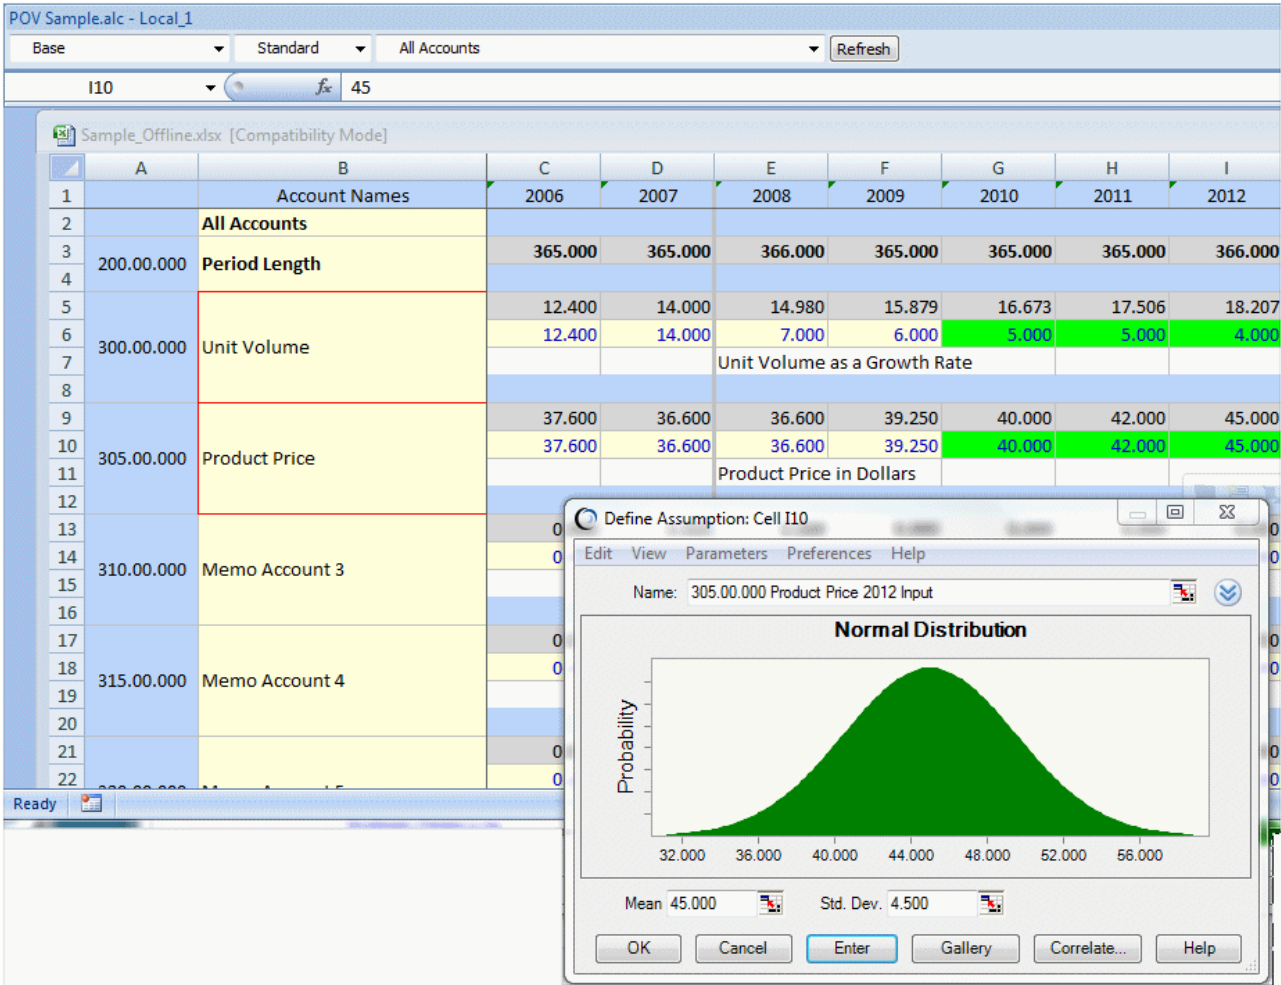 POV Sample.alc - Local_1
Base Standard All Accounts Refresh
I10 fx 45
Sample_Offline.xlsx [Compatibility Mode]
A B C D E F G H I
1 Account Names 2006 2007 2008 2009 2010 2011 2012
2 All Accounts
3 365.000 365.000 366.000 365.000 365.000 365.000 366.000
200.00.000 Period Length
4
5 12.400 14.000 14.980 15.879 16.673 17.506 18.207
6 12.400 14.000 7.000 6.000 5.000 5.000 4.000
300.00.000 Unit Volume
7 Unit Volume as a Growth Rate
8
9 37.600 36.600 36.600 39.250 40.000 42.000 45.000
10 37.600 36.600 36.600 39.250 40.000 42.000 45.000
305.00.000 Product Price
11 Product Price in Dollars
12
13 0
14 0
310.00.000 Memo Account 3
15
16
17 0
18 0
315.00.000 Memo Account 4
19
20
21 0
22 0
Ready
Define Assumption: Cell I10
Edit View Parameters Preferences Help
Name: 305.00.000 Product Price 2012 Input
Normal Distribution
Probability
32.000 36.000 40.000 44.000 48.000 52.000 56.000
Mean 45.000 Std. Dev. 4.500
OK Cancel Enter Gallery Correlate... Help